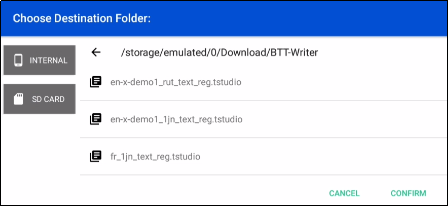 Choose Destination Folder:
INTERNAL
SD CARD
/storage/emulated/0/Download/BTT-Writer
en-x-demo1_rut_text_reg.tstudio
en-x-demo1_1jn_text_reg.tstudio
fr_1jn_text_reg.tstudio
CANCEL
CONFIRM